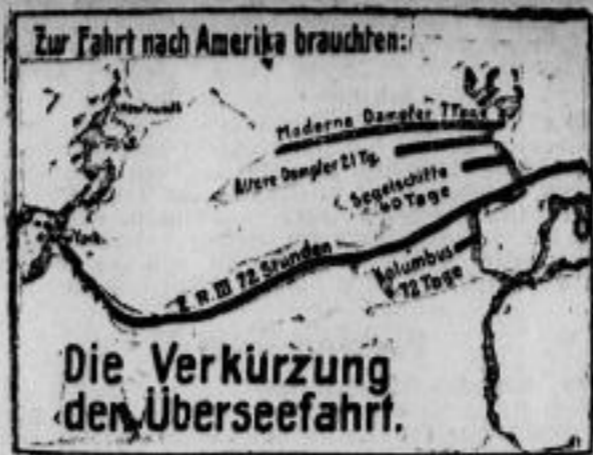 Zur Fahrt nach Amerika brauchten:
Moderne Dampfer 7 Tage
Ältere Dampfer 21 Tg.
Segelschiffe
60 Tage
Z R III 72 Stunden
Kolumbus
72 Tage
York
Die Verkürzung
der Überseefahrt.